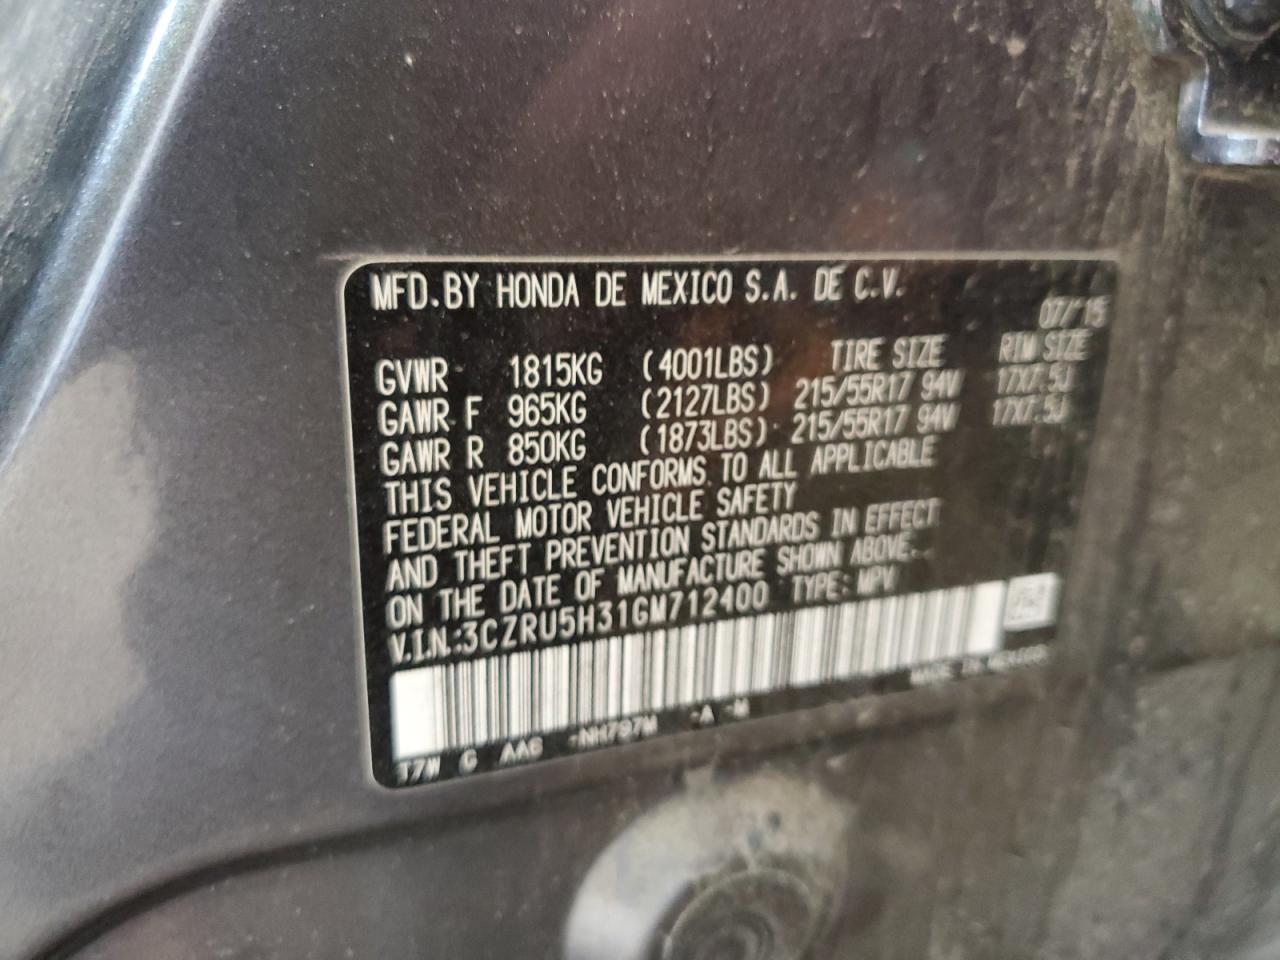 MFD.BY HONDA DE MEXICO S.A. DE C.V.
07/'15
GVWR 1815KG (4001LBS) TIRE SIZE RIM SIZE
GAWR F 965KG (2127LBS) 215/55R17 94V 17X7.5J
GAWR R 850KG (1873LBS) 215/55R17 94V 17X7.5J
THIS VEHICLE CONFORMS TO ALL APPLICABLE
FEDERAL MOTOR VEHICLE SAFETY
AND THEFT PREVENTION STANDARDS IN EFFECT
ON THE DATE OF MANUFACTURE SHOWN ABOVE.
V.I.N.:3CZRU5H31GM712400 TYPE: MPV
MADE IN MEXICO
T7W G AA6 -NH797M -A -M